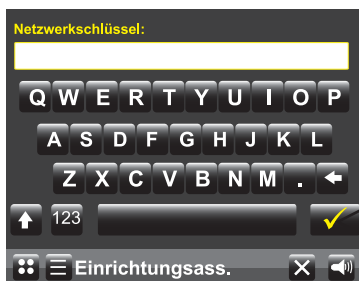 Netzwerkschlüssel:
Q W E R T Y U I O P
A S D F G H J K L
Z X C V B N M .
123
Einrichtungsass.